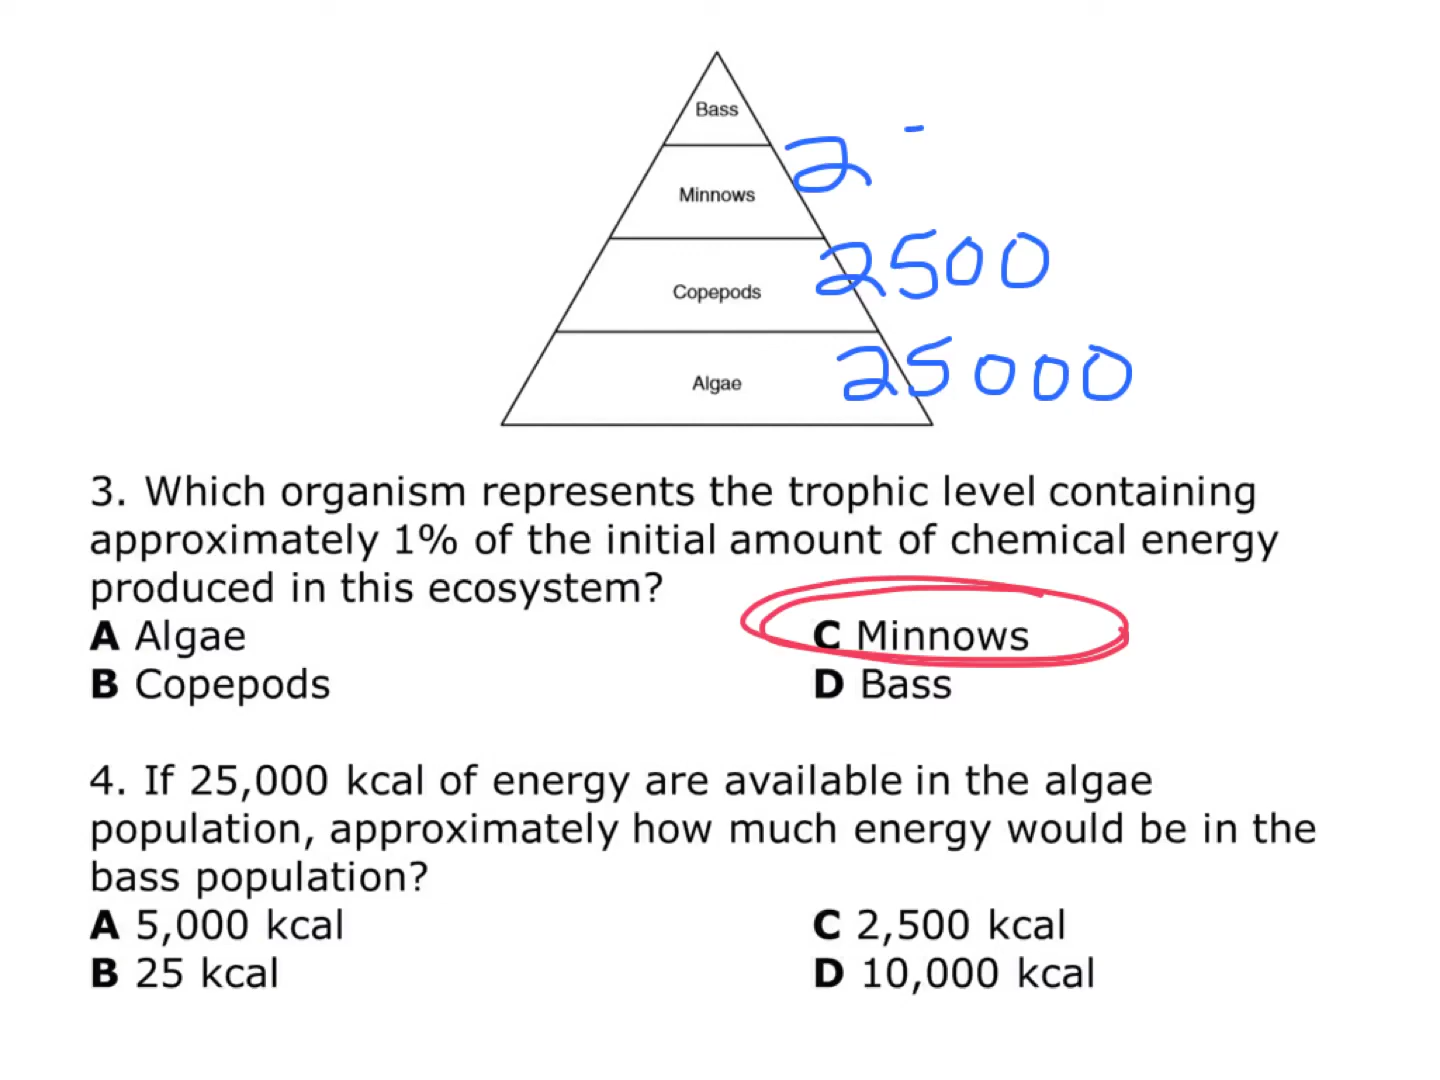 Bass
2
Minnows
2500
Copepods
25000
Algae
3. Which organism represents the trophic level containing
approximately 1% of the initial amount of chemical energy
produced in this ecosystem?
A Algae
C Minnows
B Copepods
D Bass
4. If 25,000 kcal of energy are available in the algae
population, approximately how much energy would be in the
bass population?
A 5,000 kcal
C 2,500 kcal
B 25 kcal
D 10,000 kcal